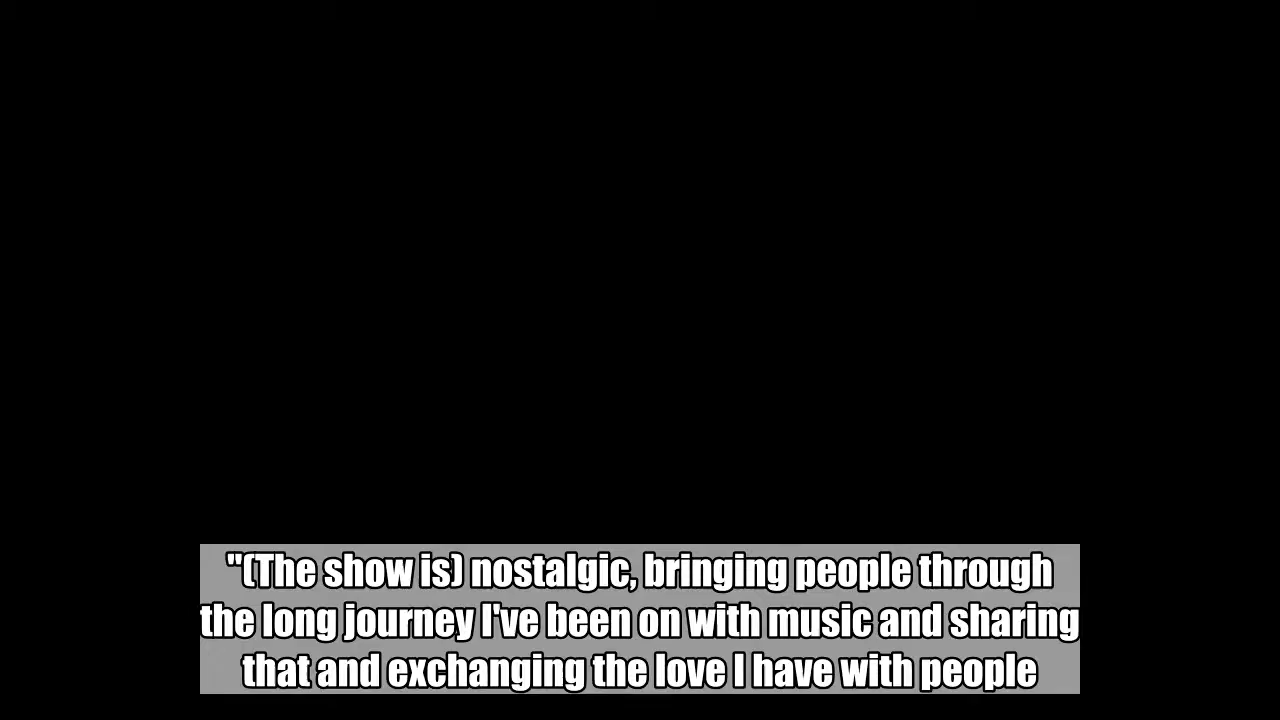 "(The show is) nostalgic, bringing people through
the long journey I've been on with music and sharing
that and exchanging the love I have with people